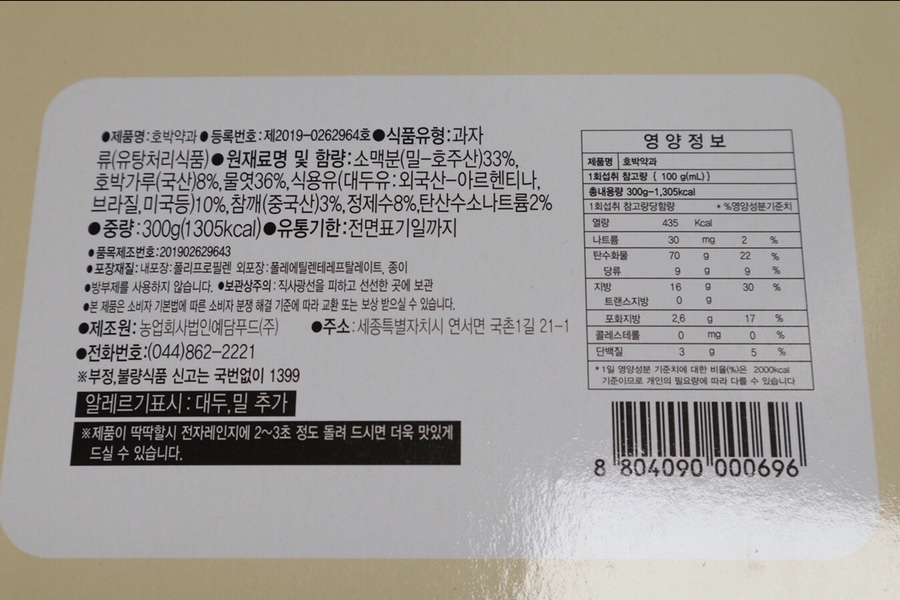 ●제품명:호박약과●등록번호:제2019-0262964호●식품유형:과자
류(유탕처리식품)●원재료명 및 함량:소맥분(밀-호주산)33%,
호박가루(국산)8%,물엿36%,식용유(대두유:외국산-아르헨티나,
브라질,미국등)10%,참깨(중국산)3%,정제수8%,탄산수소나트륨2%
●중량:300g(1305kcal)●유통기한:전면표기일까지
●품목제조번호:201902629643
●포장재질:내포장:폴리프로필렌 외포장:폴레에틸렌테레프탈레이트, 종이
●방부제를 사용하지 않습니다. ●보관상주의:직사광선을 피하고 선선한 곳에 보관
●본 제품은 소비자 기본법에 따른 소비자 분쟁 해결 기준에 따라 교환 또는 보상 받으실 수 있습니다.
●제조원:농업회사법인예담푸드(주) ●주소:세종특별자치시 연서면 국촌1길 21-1
●전화번호:(044)862-2221
※부정,불량식품 신고는 국번없이 1399
알레르기표시:대두,밀 추가
※제품이 딱딱할시 전자레인지에 2~3초 정도 돌려 드시면 더욱 맛있게
드실 수 있습니다.
영양정보
제품명 호박약과
1회섭취 참고량 { 100 g(mL) }
총내용량 300g-1,305kcal
1회섭취 참고량당함량 *%영양성분기준치
열량 435 Kcal
나트륨 30 mg 2 %
탄수화물 70 g 22 %
당류 9 g 9 %
지방 16 g 30 %
트랜스지방 0 g
포화지방 2.6 g 17 %
콜레스테롤 0 mg 0 %
단백질 3 g 5 %
*1일 영양성분 기준치에 대한 비율(%)은 2000kcal
기준이므로 개인의 필요량에 따라 다를 수 있습니다
8 804090 000696